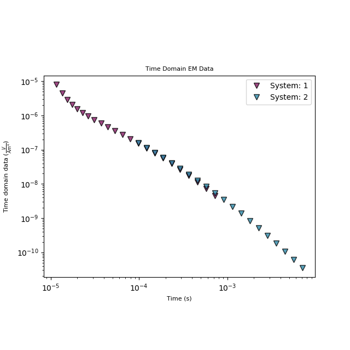 Time Domain EM Data
System: 1
System: 2
10⁻⁵
10⁻⁶
10⁻⁷
10⁻⁸
10⁻⁹
10⁻¹⁰
10⁻⁵ 10⁻⁴ 10⁻³
Time (s)
Time domain data